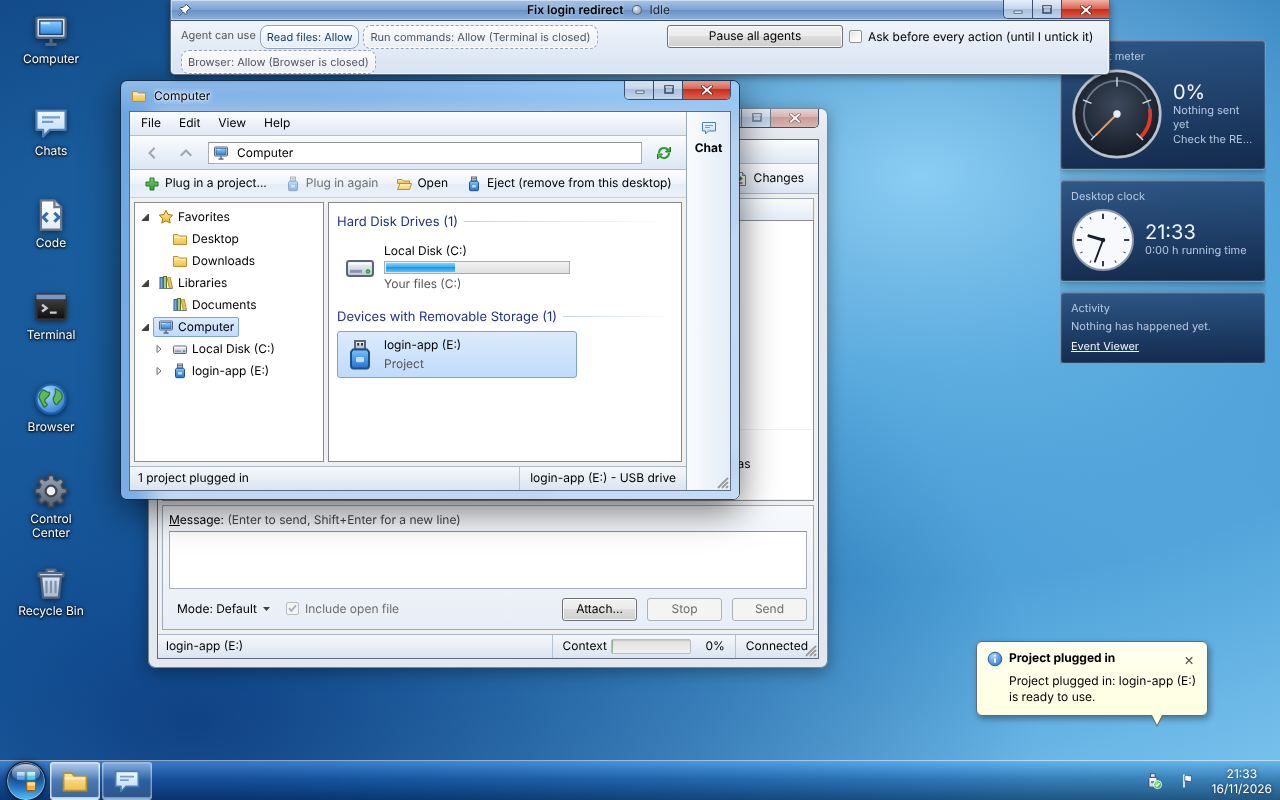 Fix login redirect Idle
Agent can use Read files: Allow Run commands: Allow (Terminal is closed)
Browser: Allow (Browser is closed)
Pause all agents Ask before every action (until I untick it)
Computer
Chats
Code
Terminal
Browser
Control
Center
Recycle Bin
Computer
File Edit View Help
Computer
Plug in a project... Plug in again Open Eject (remove from this desktop)
Chat
Favorites
Desktop
Downloads
Libraries
Documents
Computer
Local Disk (C:)
login-app (E:)
Hard Disk Drives (1)
Local Disk (C:)
Your files (C:)
Devices with Removable Storage (1)
login-app (E:)
Project
1 project plugged in login-app (E:) - USB drive
Changes
as
Message: (Enter to send, Shift+Enter for a new line)
Mode: Default Include open file Attach... Stop Send
login-app (E:) Context 0% Connected
meter
0%
Nothing sent
yet
Check the RE...
Desktop clock
21:33
0:00 h running time
Activity
Nothing has happened yet.
Event Viewer
Project plugged in
Project plugged in: login-app (E:)
is ready to use.
21:33
16/11/2026